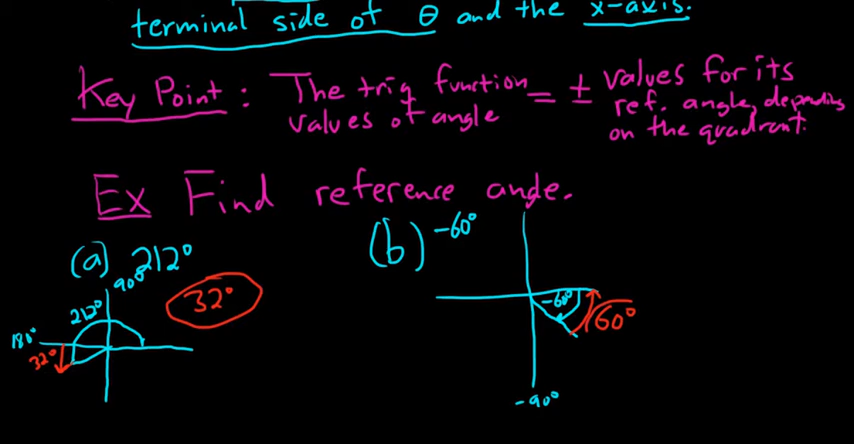 terminal side of θ and the x-axis.
Key Point: The trig function values of angle = ± values for its ref. angle, depending on the quadrant.
Ex Find reference angle.
(a) 212°
90°
212°
180°
32°
32°
(b) -60°
-60°
60°
-90°